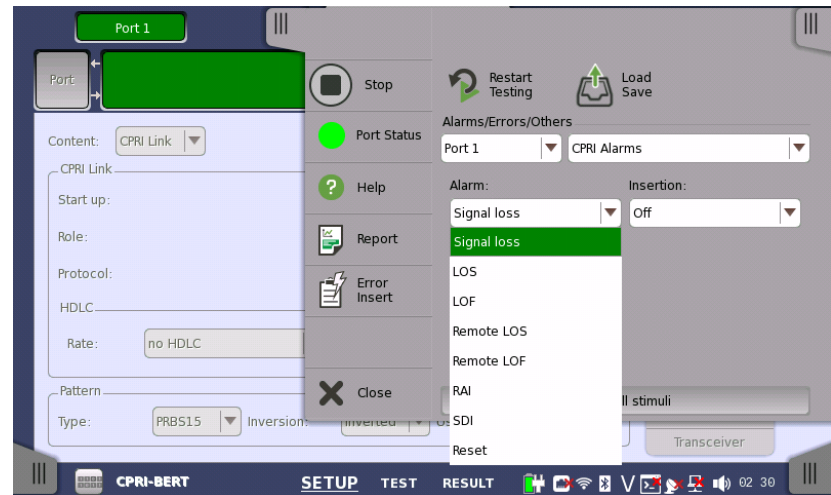 Port 1
Port
Stop
Restart
Testing
Load
Save
Alarms/Errors/Others
Port Status
Port 1
CPRI Alarms
Content:
CPRI Link
CPRI Link
Help
Alarm:
Insertion:
Start up:
Signal loss
Off
Role:
Report
Signal loss
Protocol:
LOS
HDLC
Error
Insert
LOF
Rate:
no HDLC
Remote LOS
Remote LOF
Pattern
Close
RAI
ll stimuli
Type:
PRBS15
Inversion:
Inverted
SDI
Reset
Transceiver
CPRI-BERT
SETUP
TEST
RESULT
02 30